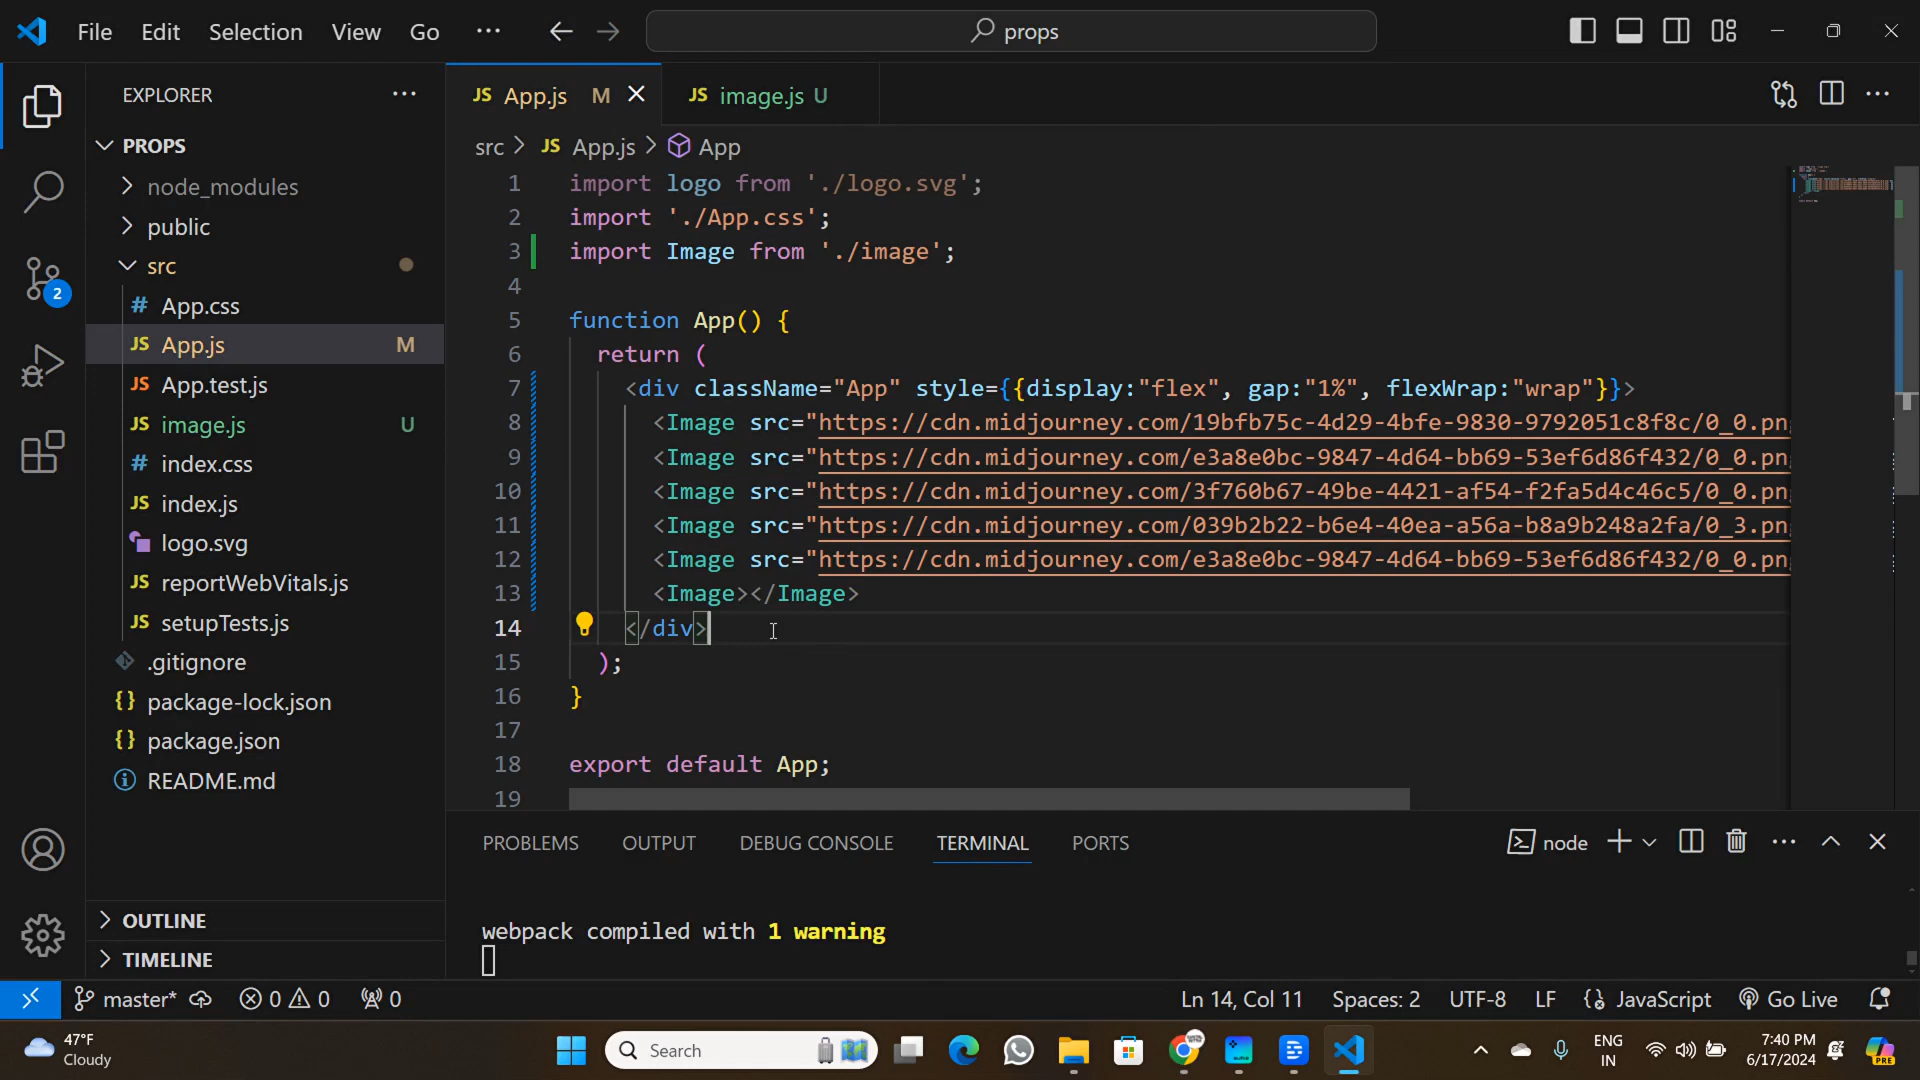 File Edit Selection View Go ··· props
EXPLORER ···
PROPS
node_modules
public
src
# App.css
JS App.js M
JS App.test.js
JS image.js U
# index.css
JS index.js
logo.svg
JS reportWebVitals.js
JS setupTests.js
.gitignore
{} package-lock.json
{} package.json
README.md
OUTLINE
TIMELINE
JS App.js M JS image.js U
src > JS App.js > App
1 import logo from './logo.svg';
2 import './App.css';
3 import Image from './image';
4
5 function App() {
6 return (
7 <div className="App" style={{display:"flex", gap:"1%", flexWrap:"wrap"}}>
8 <Image src="https://cdn.midjourney.com/19bfb75c-4d29-4bfe-9830-9792051c8f8c/0_0.png
9 <Image src="https://cdn.midjourney.com/e3a8e0bc-9847-4d64-bb69-53ef6d86f432/0_0.png
10 <Image src="https://cdn.midjourney.com/3f760b67-49be-4421-af54-f2fa5d4c46c5/0_0.png
11 <Image src="https://cdn.midjourney.com/039b2b22-b6e4-40ea-a56a-b8a9b248a2fa/0_3.png
12 <Image src="https://cdn.midjourney.com/e3a8e0bc-9847-4d64-bb69-53ef6d86f432/0_0.png
13 <Image></Image>
14 </div>
15 );
16 }
17
18 export default App;
19
PROBLEMS OUTPUT DEBUG CONSOLE TERMINAL PORTS node
webpack compiled with 1 warning
2
master* 0 0 0 Ln 14, Col 11 Spaces: 2 UTF-8 LF {} JavaScript Go Live
47°F
Cloudy
Search
ENG
IN
7:40 PM
6/17/2024
PRE